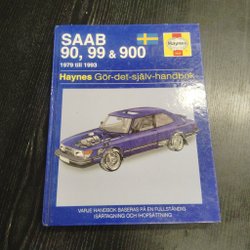 SAAB
90, 99 & 900
1979 till 1993
Haynes
Haynes Gör-det-själv-handbok
VARJE HANDBOK BASERAS PÅ EN FULLSTÄNDIG
ISÄRTAGNING OCH IHOPSÄTTNING